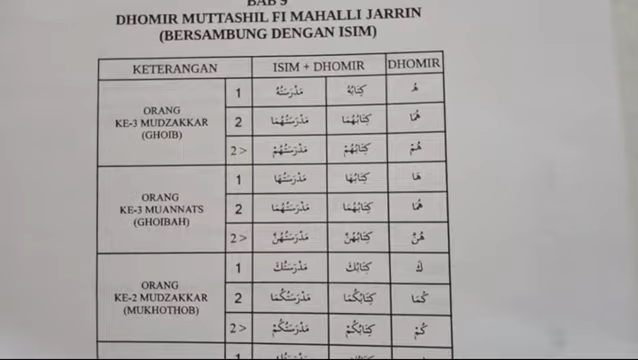 BAB 9
DHOMIR MUTTASHIL FI MAHALLI JARRIN
(BERSAMBUNG DENGAN ISIM)
KETERANGAN ISIM + DHOMIR DHOMIR
ORANG
KE-3 MUDZAKKAR
(GHOIB)
1 مَدْرَسَتُهُ كِتَابُهُ هُ
2 مَدْرَسَتُهُمَا كِتَابُهُمَا هُمَا
2 > مَدْرَسَتُهُمْ كِتَابُهُمْ هُمْ
ORANG
KE-3 MUANNATS
(GHOIBAH)
1 مَدْرَسَتُهَا كِتَابُهَا هَا
2 مَدْرَسَتُهُمَا كِتَابُهُمَا هُمَا
2 > مَدْرَسَتُهُنَّ كِتَابُهُنَّ هُنَّ
ORANG
KE-2 MUDZAKKAR
(MUKHOTHOB)
1 مَدْرَسَتُكَ كِتَابُكَ كَ
2 مَدْرَسَتُكُمَا كِتَابُكُمَا كُمَا
2 > مَدْرَسَتُكُمْ كِتَابُكُمْ كُمْ
1